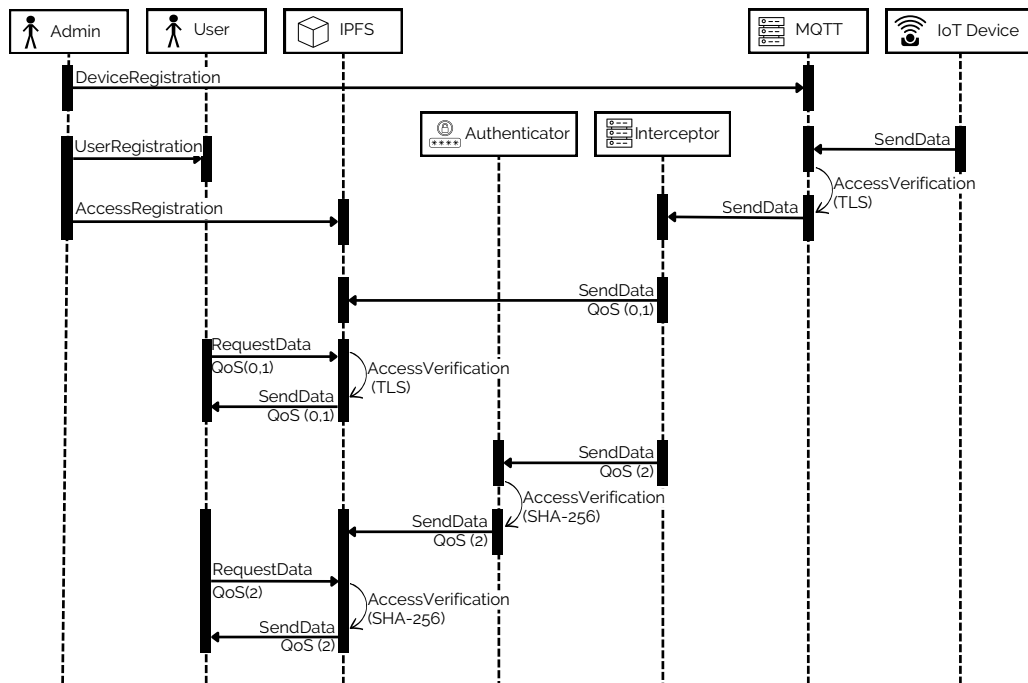 Admin
User
IPFS
MQTT
IoT Device
DeviceRegistration
Authenticator
Interceptor
****
UserRegistration
SendData
AccessVerification
(TLS)
AccessRegistration
SendData
SendData
QoS (0,1)
RequestData
QoS(0,1)
AccessVerification
(TLS)
SendData
QoS (0,1)
SendData
QoS (2)
AccessVerification
(SHA-256)
SendData
QoS (2)
RequestData
QoS(2)
AccessVerification
(SHA-256)
SendData
QoS (2)